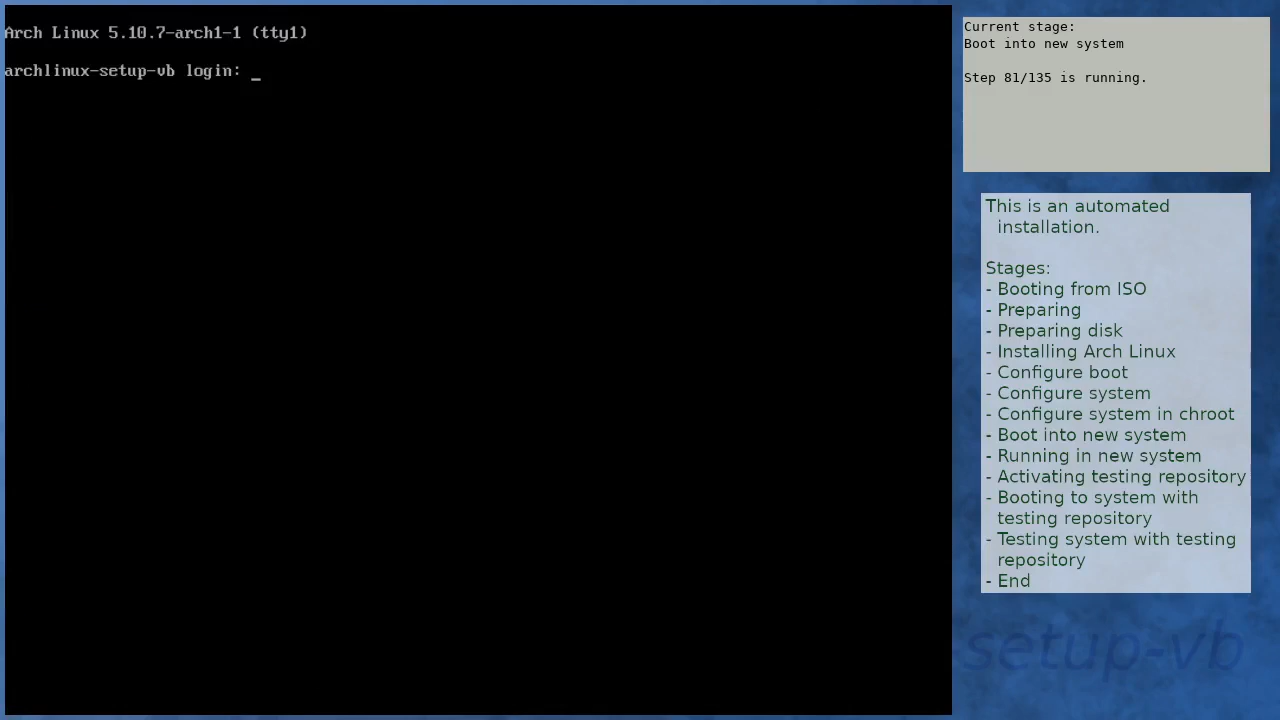 Arch Linux 5.10.7-arch1-1 (tty1)
archlinux-setup-vb login: _
Current stage:
Boot into new system
Step 81/135 is running.
This is an automated
installation.
Stages:
- Booting from ISO
- Preparing
- Preparing disk
- Installing Arch Linux
- Configure boot
- Configure system
- Configure system in chroot
- Boot into new system
- Running in new system
- Activating testing repository
- Booting to system with
testing repository
- Testing system with testing
repository
- End
setup-vb